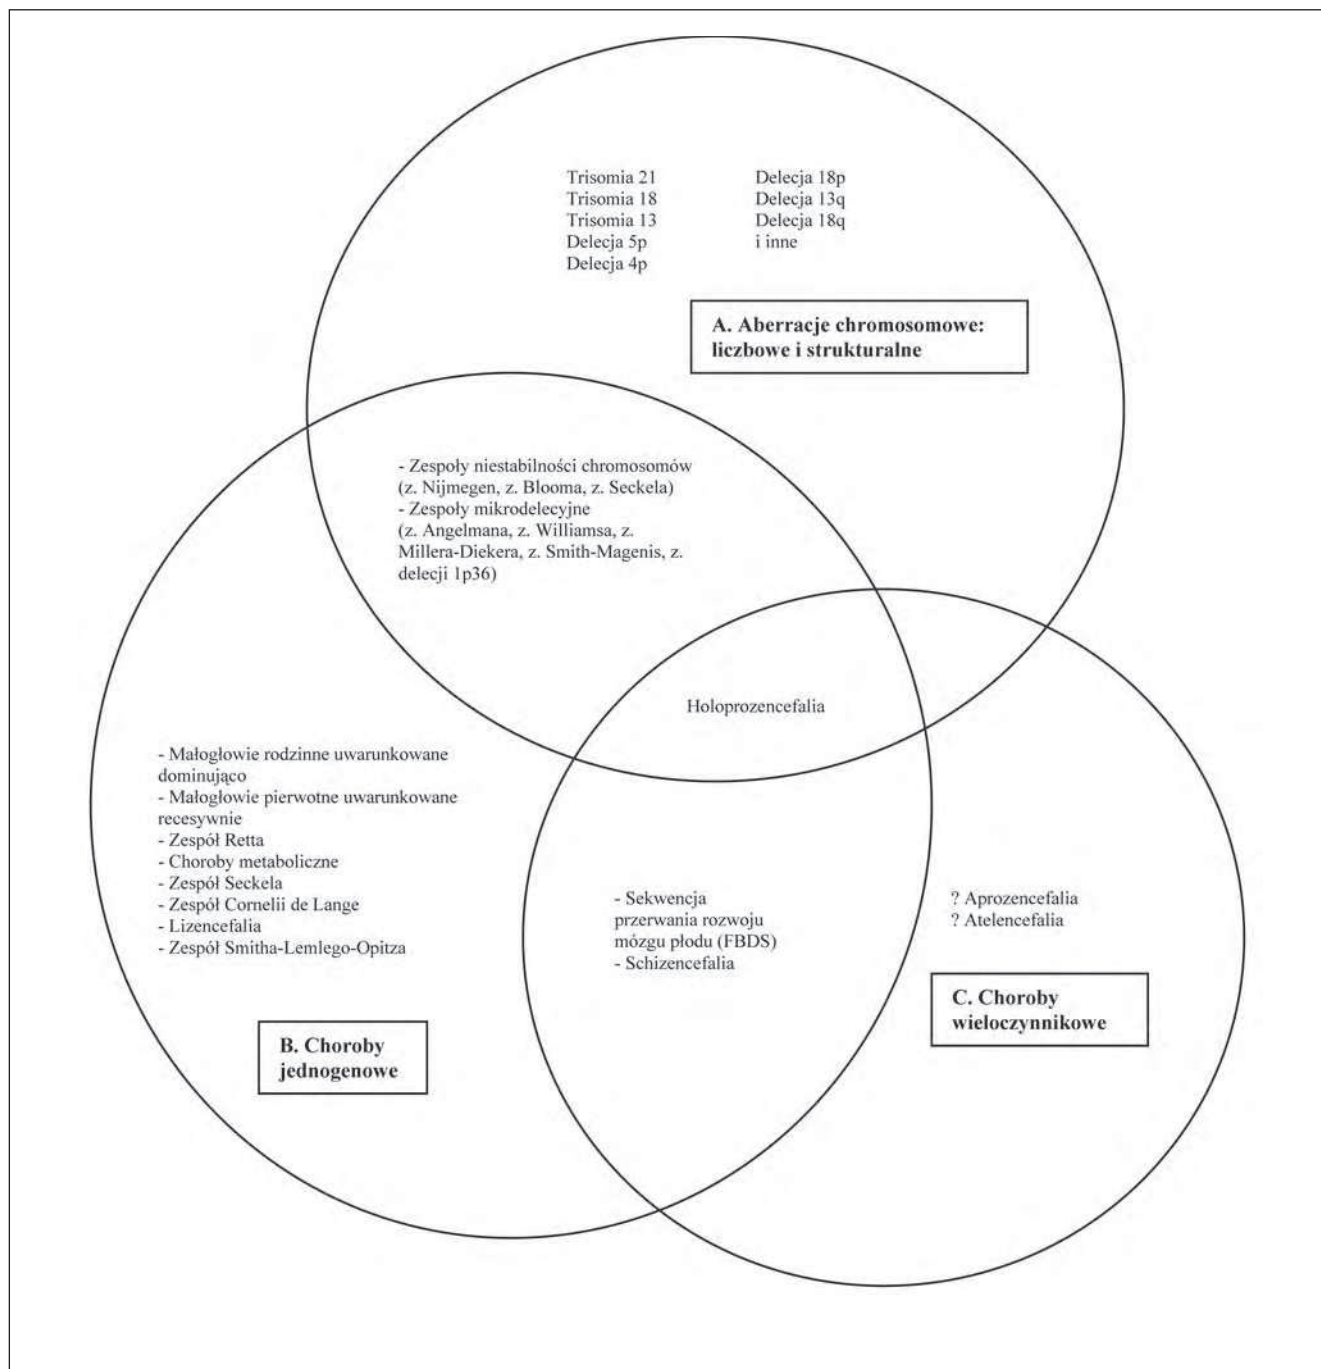 Trisomia 21
Trisomia 18
Trisomia 13
Delecja 5p
Delecja 4p
Delecja 18p
Delecja 13q
Delecja 18q
i inne
A. Aberracje chromosomowe:
liczbowe i strukturalne
- Zespoły niestabilności chromosomów
(z. Nijmegen, z. Blooma, z. Seckela)
- Zespoły mikrodelecyjne
(z. Angelmana, z. Williamsa, z.
Millera-Diekera, z. Smith-Magenis, z.
delecji 1p36)
Holoprozencefalia
- Małogłowie rodzinne uwarunkowane
dominująco
- Małogłowie pierwotne uwarunkowane
recesywnie
- Zespół Retta
- Choroby metaboliczne
- Zespół Seckela
- Zespół Cornelii de Lange
- Lizencefalia
- Zespół Smitha-Lemlego-Opitza
B. Choroby
jednogenowe
- Sekwencja
przerwania rozwoju
mózgu płodu (FBDS)
- Schizencefalia
? Aprozencefalia
? Atelencefalia
C. Choroby
wieloczynnikowe